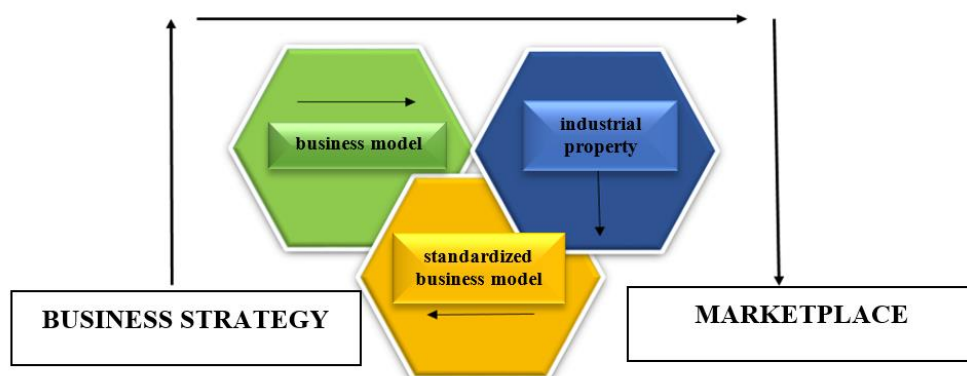 business model
industrial
property
standardized
business model
BUSINESS STRATEGY
MARKETPLACE